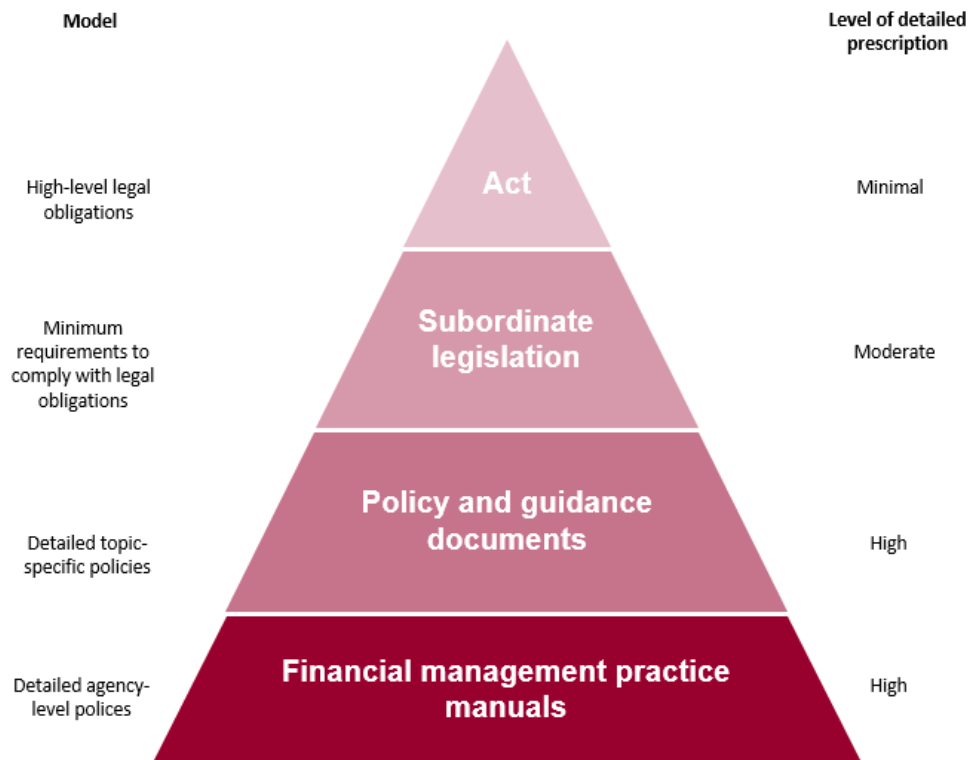 Model
Level of detailed
prescription
High-level legal
obligations
Act
Minimal
Minimum
requirements to
comply with legal
obligations
Subordinate
legislation
Moderate
Detailed topic-
specific policies
Policy and guidance
documents
High
Detailed agency-
level polices
Financial management practice
manuals
High